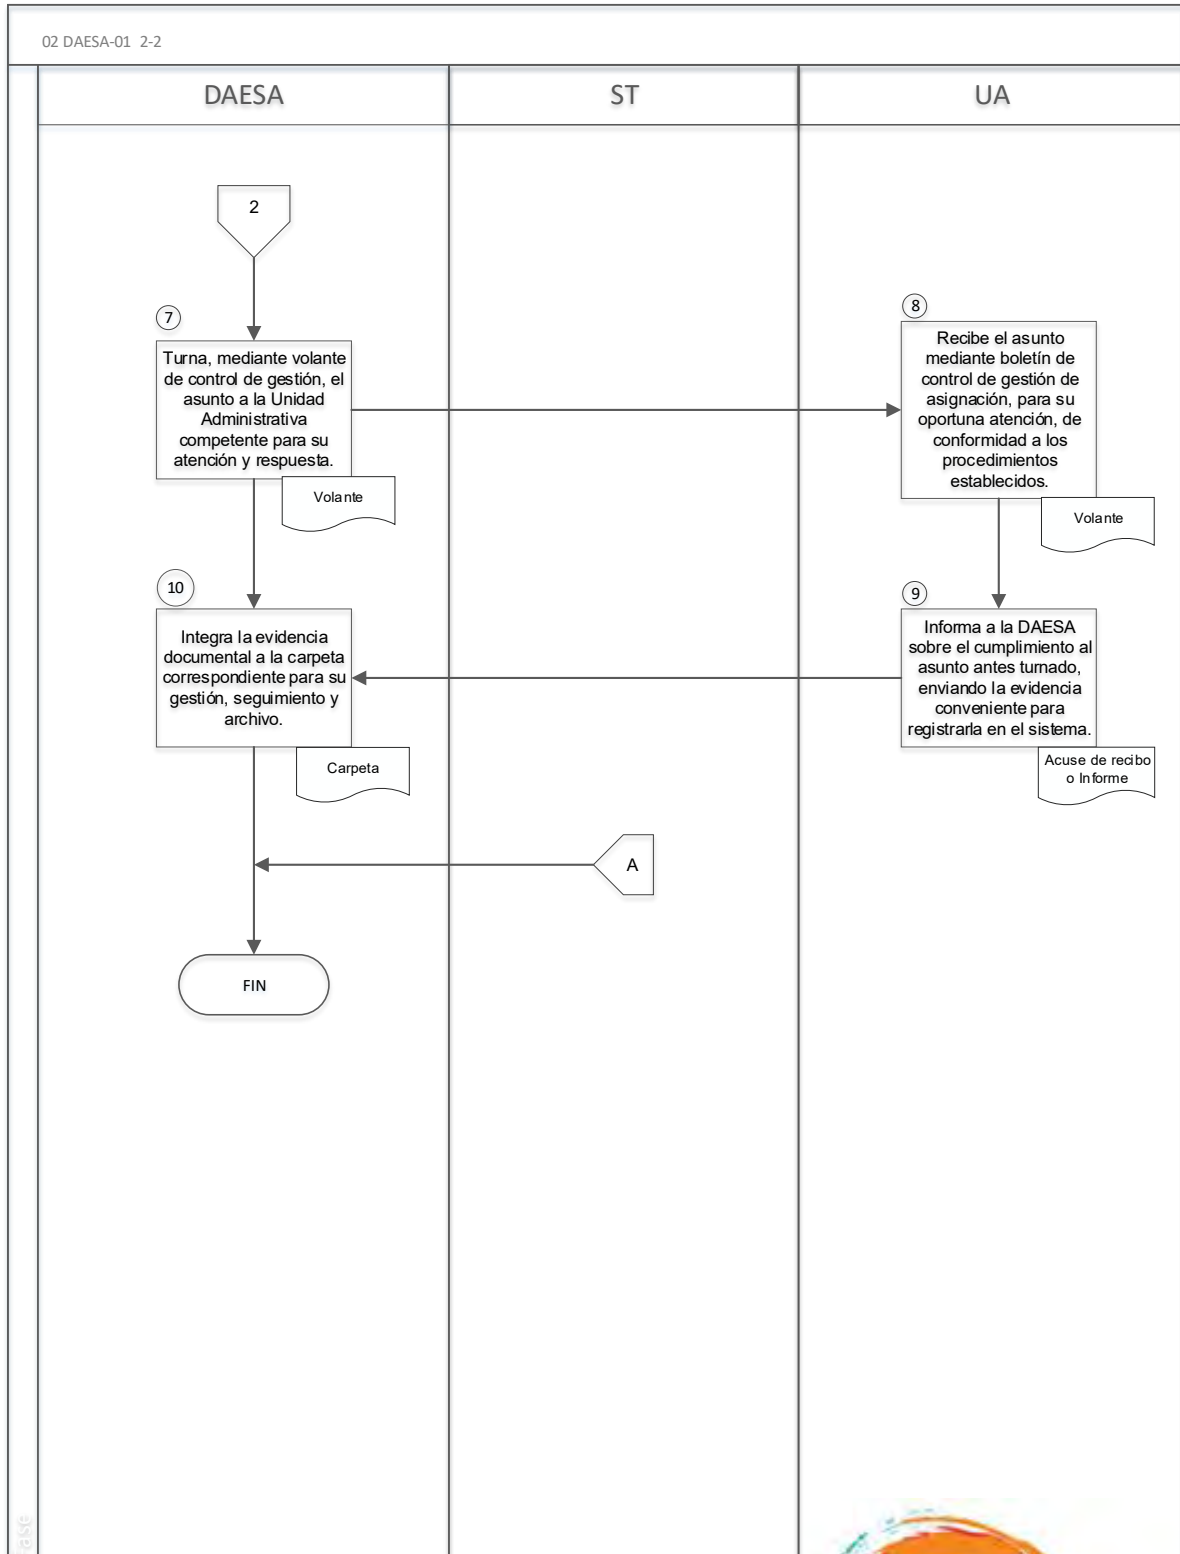 02 DAESA-01 2-2
DAESA
ST
UA
2
7
Turna, mediante volante
de control de gestión, el
asunto a la Unidad
Administrativa
competente para su
atención y respuesta.
Volante
8
Recibe el asunto
mediante boletín de
control de gestión de
asignación, para su
oportuna atención, de
conformidad a los
procedimientos
establecidos.
Volante
10
Integra la evidencia
documental a la carpeta
correspondiente para su
gestión, seguimiento y
archivo.
Carpeta
9
Informa a la DAESA
sobre el cumplimiento al
asunto antes turnado,
enviando la evidencia
conveniente para
registrarla en el sistema.
Acuse de recibo
o Informe
A
FIN